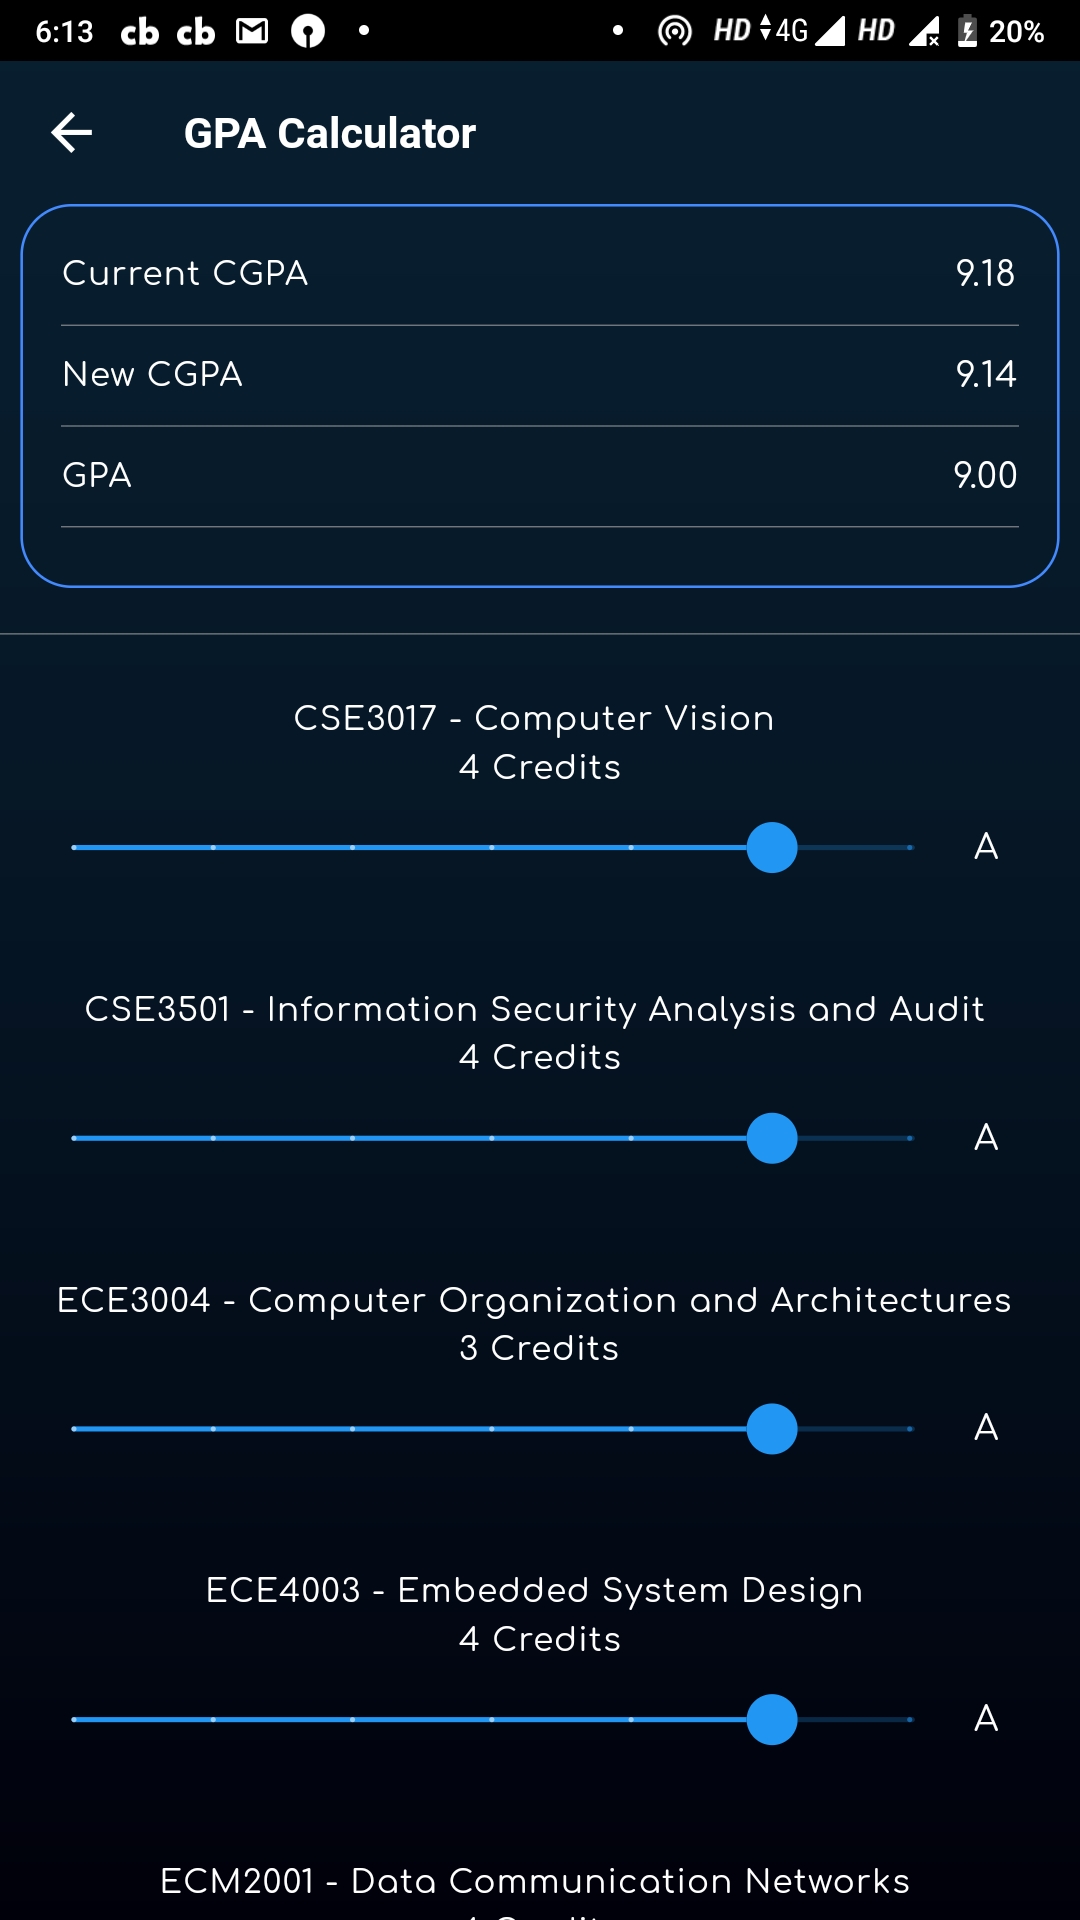 6:13 cb cb HD 4G HD 20%
GPA Calculator
Current CGPA 9.18
New CGPA 9.14
GPA 9.00
CSE3017 - Computer Vision
4 Credits
A
CSE3501 - Information Security Analysis and Audit
4 Credits
A
ECE3004 - Computer Organization and Architectures
3 Credits
A
ECE4003 - Embedded System Design
4 Credits
A
ECM2001 - Data Communication Networks